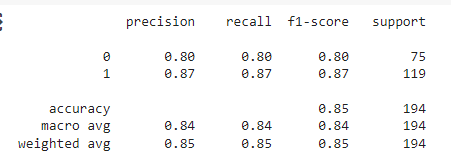 precision recall f1-score support
0 0.80 0.80 0.80 75
1 0.87 0.87 0.87 119
accuracy 0.85 194
macro avg 0.84 0.84 0.84 194
weighted avg 0.85 0.85 0.85 194